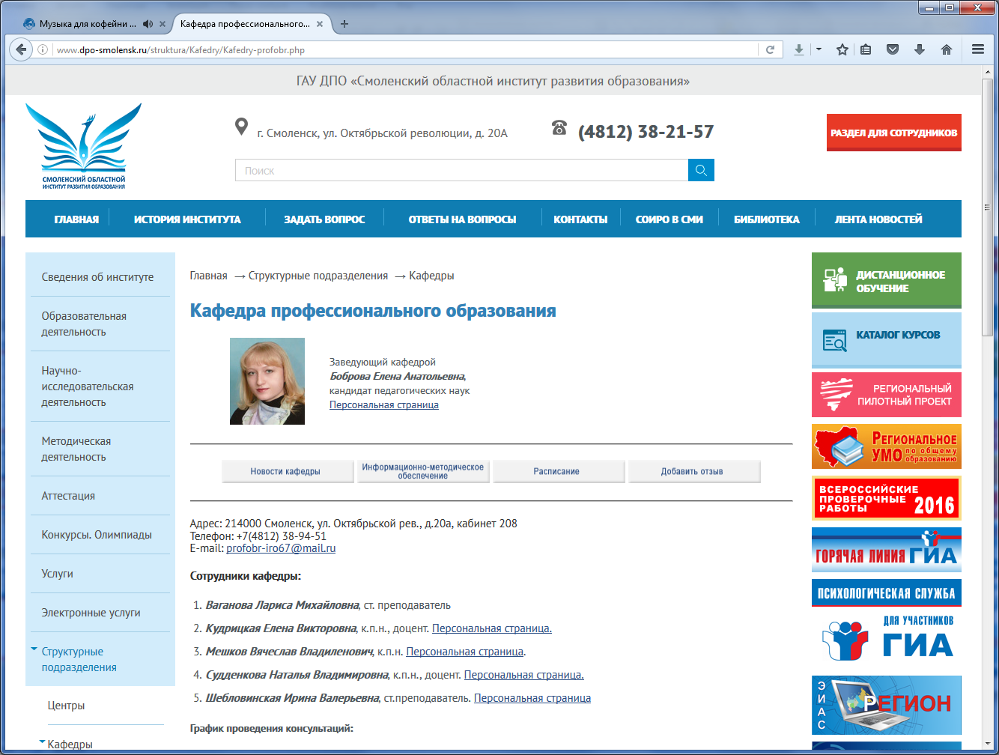 Музыка для кофейни ...
Кафедра профессионального...
www.dpo-smolensk.ru/struktura/Kafedry/Kafedry-profobr.php
ГАУ ДПО «Смоленский областной институт развития образования»
СМОЛЕНСКИЙ ОБЛАСТНОЙ
ИНСТИТУТ РАЗВИТИЯ ОБРАЗОВАНИЯ
г. Смоленск, ул. Октябрьской революции, д. 20А
(4812) 38-21-57
РАЗДЕЛ ДЛЯ СОТРУДНИКОВ
Поиск
ГЛАВНАЯ
ИСТОРИЯ ИНСТИТУТА
ЗАДАТЬ ВОПРОС
ОТВЕТЫ НА ВОПРОСЫ
КОНТАКТЫ
СОИРО В СМИ
БИБЛИОТЕКА
ЛЕНТА НОВОСТЕЙ
Сведения об институте
Образовательная
деятельность
Научно-
исследовательская
деятельность
Методическая
деятельность
Аттестация
Конкурсы. Олимпиады
Услуги
Электронные услуги
Структурные
подразделения
Центры
Кафедры
Главная → Структурные подразделения → Кафедры
Кафедра профессионального образования
Заведующий кафедрой
Боброва Елена Анатольевна,
кандидат педагогических наук
Персональная страница
Новости кафедры
Информационно-методическое
обеспечение
Расписание
Добавить отзыв
Адрес: 214000 Смоленск, ул. Октябрьской рев., д.20а, кабинет 208
Телефон: +7(4812) 38-94-51
E-mail: profobr-iro67@mail.ru
Сотрудники кафедры:
1. Ваганова Лариса Михайловна, ст. преподаватель
2. Кудрицкая Елена Викторовна, к.п.н., доцент. Персональная страница.
3. Мешков Вячеслав Владиленович, к.п.н. Персональная страница.
4. Судденкова Наталья Владимировна, к.п.н., доцент. Персональная страница.
5. Шебловинская Ирина Валерьевна, ст.преподаватель. Персональная страница
График проведения консультаций:
ДИСТАНЦИОННОЕ
ОБУЧЕНИЕ
КАТАЛОГ КУРСОВ
РЕГИОНАЛЬНЫЙ
ПИЛОТНЫЙ ПРОЕКТ
РЕГИОНАЛЬНОЕ
УМО по общему
образованию
ВСЕРОССИЙСКИЕ
ПРОВЕРОЧНЫЕ
РАБОТЫ 2016
ГОРЯЧАЯ ЛИНИЯ ГИА
ПСИХОЛОГИЧЕСКАЯ СЛУЖБА
ДЛЯ УЧАСТНИКОВ
ГИА
ЭИАС
РЕГИОН